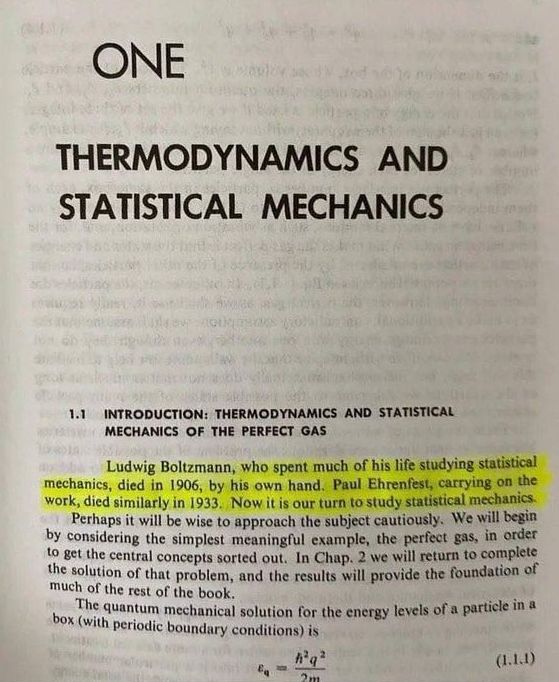 ONE
THERMODYNAMICS AND
STATISTICAL MECHANICS
1.1 INTRODUCTION: THERMODYNAMICS AND STATISTICAL
MECHANICS OF THE PERFECT GAS
Ludwig Boltzmann, who spent much of his life studying statistical
mechanics, died in 1906, by his own hand. Paul Ehrenfest, carrying on the
work, died similarly in 1933. Now it is our turn to study statistical mechanics.
Perhaps it will be wise to approach the subject cautiously. We will begin
by considering the simplest meaningful example, the perfect gas, in order
to get the central concepts sorted out. In Chap. 2 we will return to complete
the solution of that problem, and the results will provide the foundation of
much of the rest of the book.
The quantum mechanical solution for the energy levels of a particle in a
box (with periodic boundary conditions) is
ε_q = ℏ²q²/2m (1.1.1)